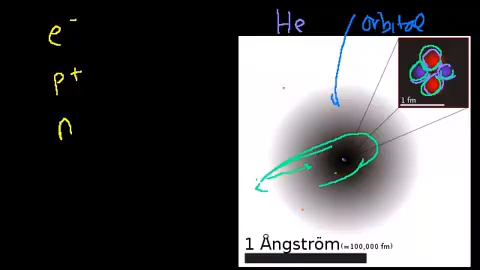 e⁻
p⁺
n
He
orbital
1 fm
1 Ångström (=100,000 fm)